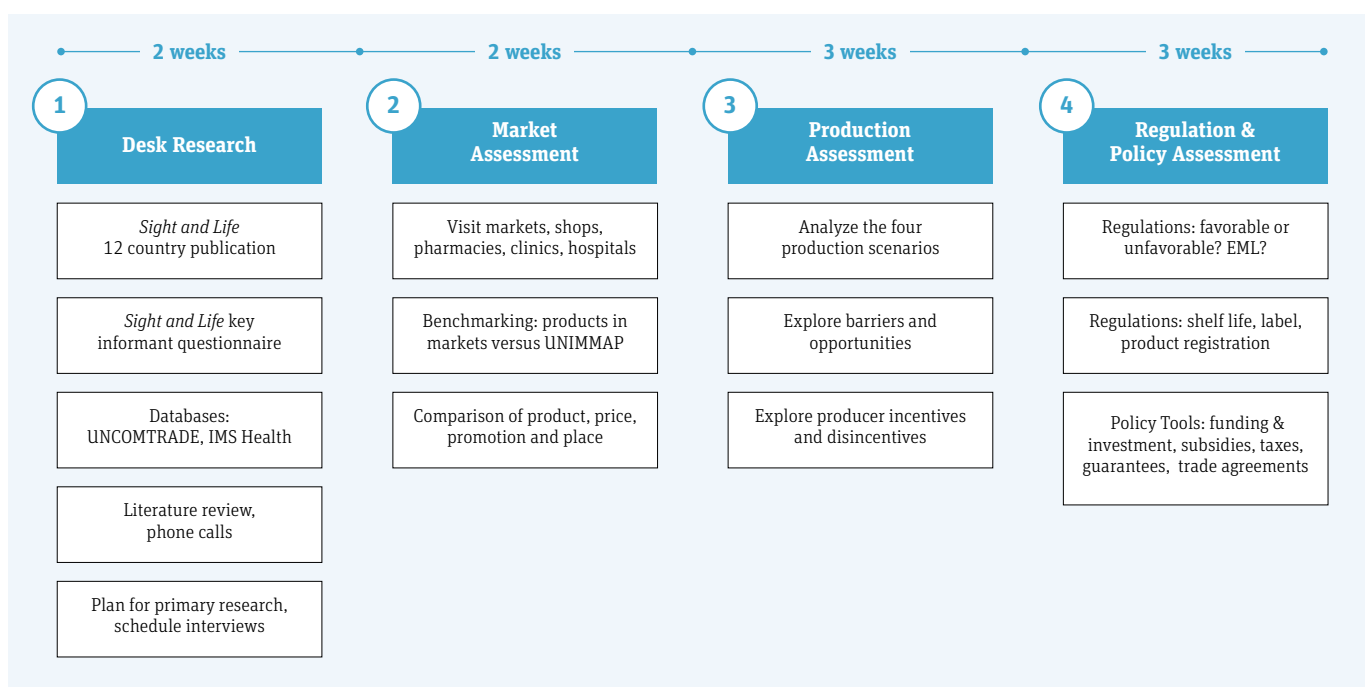 2 weeks
2 weeks
3 weeks
3 weeks
1
Desk Research
Sight and Life
12 country publication
Sight and Life key
informant questionnaire
Databases:
UNCOMTRADE, IMS Health
Literature review,
phone calls
Plan for primary research,
schedule interviews
2
Market
Assessment
Visit markets, shops,
pharmacies, clinics, hospitals
Benchmarking: products in
markets versus UNIMMAP
Comparison of product, price,
promotion and place
3
Production
Assessment
Analyze the four
production scenarios
Explore barriers and
opportunities
Explore producer incentives
and disincentives
4
Regulation &
Policy Assessment
Regulations: favorable or
unfavorable? EML?
Regulations: shelf life, label,
product registration
Policy Tools: funding &
investment, subsidies, taxes,
guarantees, trade agreements